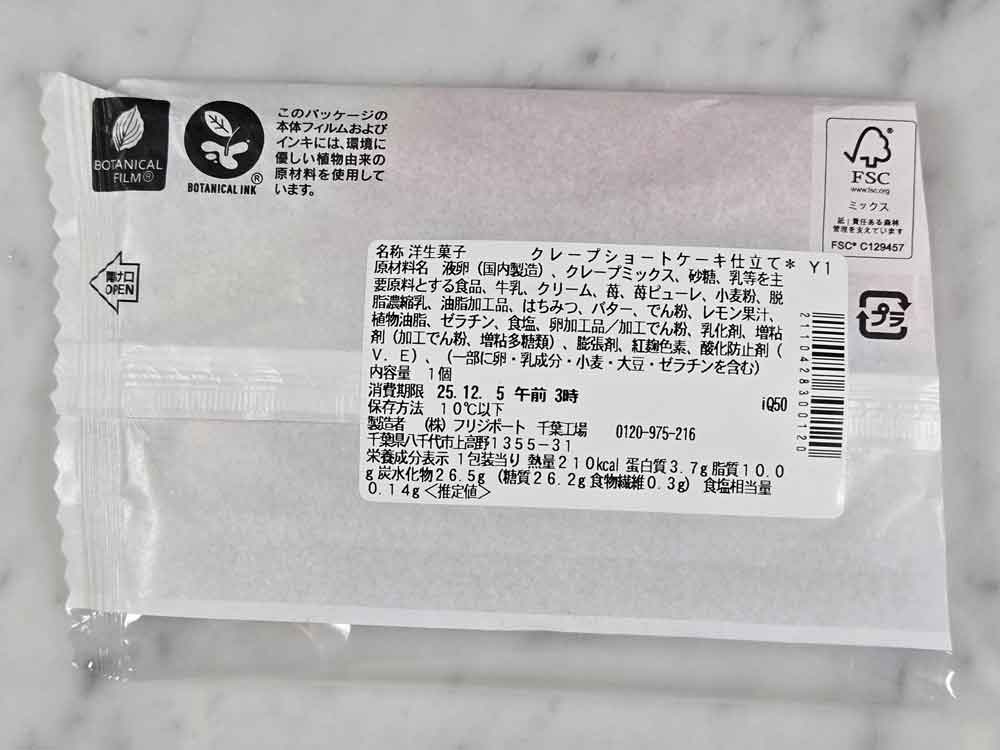 BOTANICAL
FILM®
BOTANICAL INK®
このパッケージの
本体フィルムおよび
インキには、環境に
優しい植物由来の
原材料を使用して
います。
FSC
www.fsc.org
ミックス
紙|責任ある森林
管理を支えています
FSC® C129457
開け口
OPEN
プラ
名称 洋生菓子 クレープショートケーキ仕立て* Y1
原材料名 液卵(国内製造)、クレープミックス、砂糖、乳等を主
要原料とする食品、牛乳、クリーム、苺、苺ピューレ、小麦粉、脱
脂濃縮乳、油脂加工品、はちみつ、バター、でん粉、レモン果汁、
植物油脂、ゼラチン、食塩、卵加工品/加工でん粉、乳化剤、増粘
剤(加工でん粉、増粘多糖類)、膨張剤、紅麹色素、酸化防止剤(
V.E)、(一部に卵・乳成分・小麦・大豆・ゼラチンを含む)
内容量 1個
消費期限 25.12. 5 午前 3時
iQ50
保存方法 10℃以下
製造者 (株)フリジポート 千葉工場 0120-975-216
千葉県八千代市上高野1355-31
栄養成分表示 1包装当り 熱量210kcal 蛋白質3.7g 脂質10.0
g 炭水化物26.5g (糖質26.2g 食物繊維0.3g) 食塩相当量
0.14g<推定値>
2110428300120